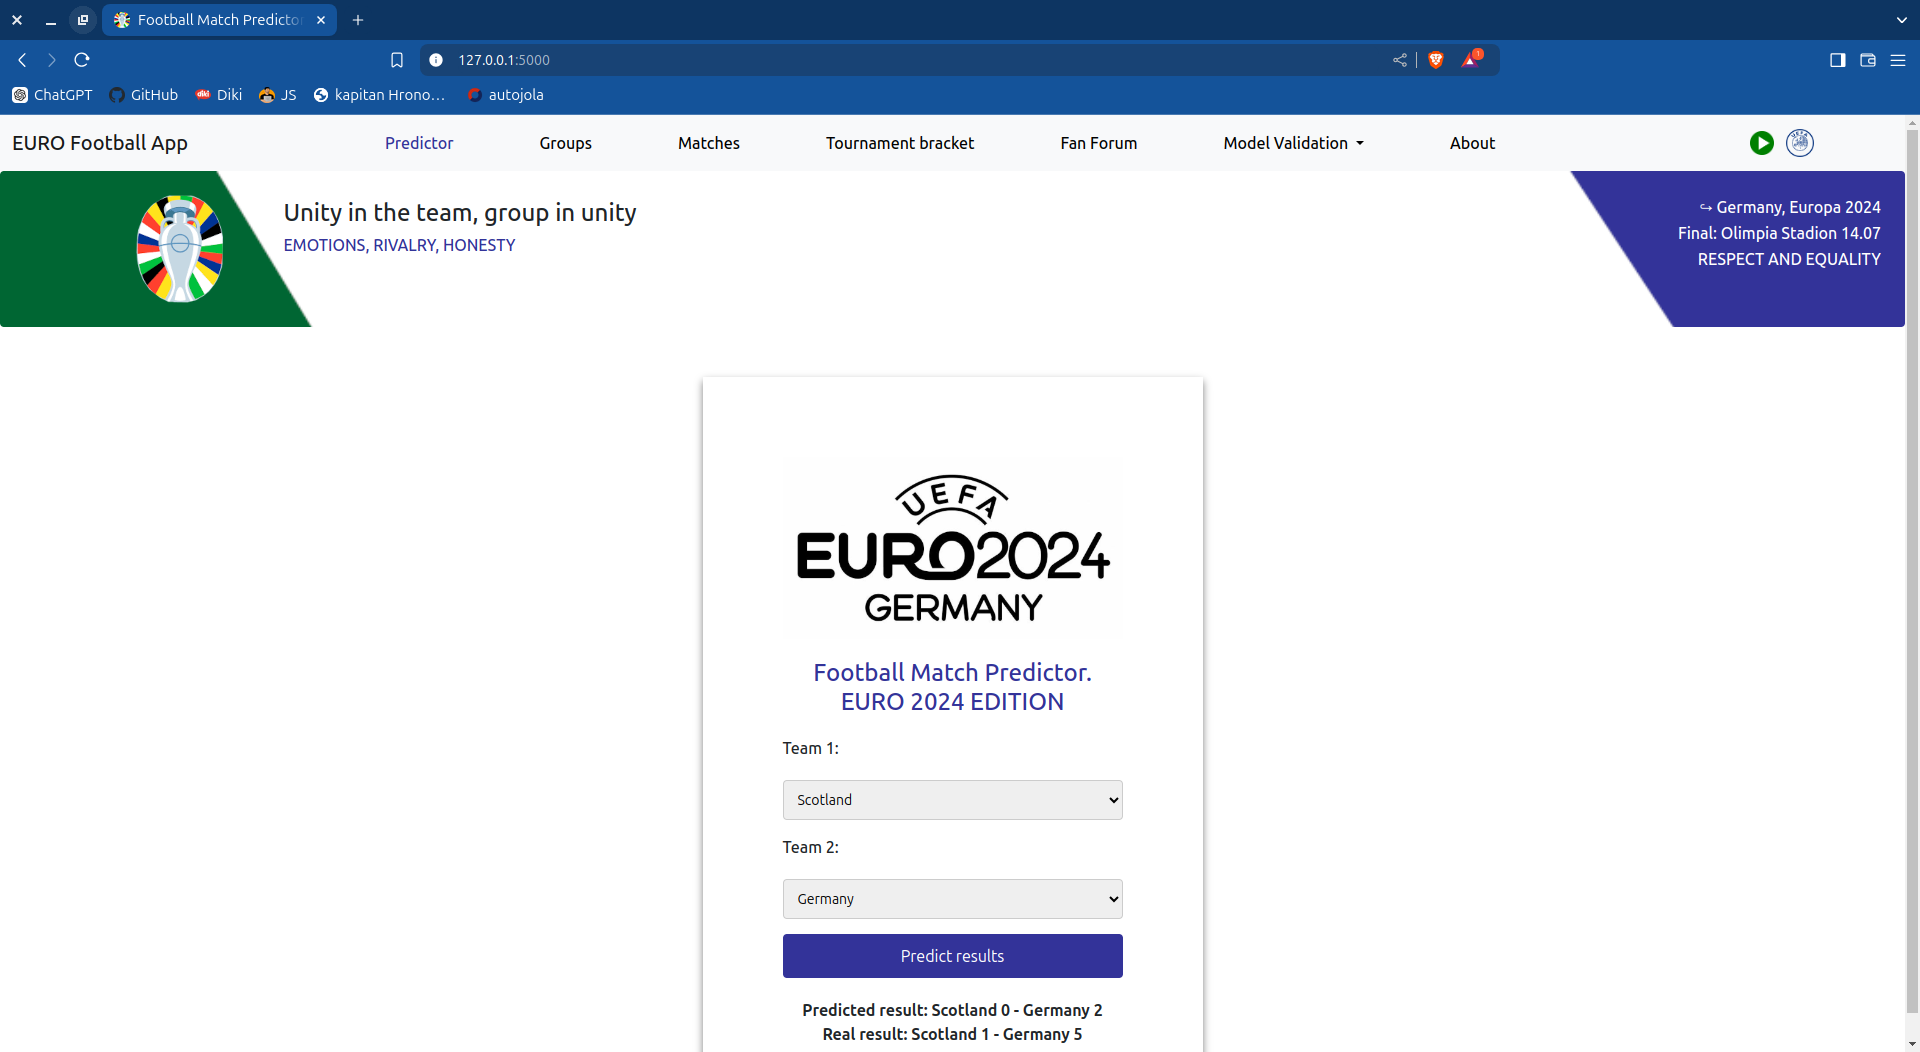 Football Match Predicto
127.0.0.1:5000
1
ChatGPT
GitHub
Diki
JS
kapitan Hrono...
autojola
EURO Football App
Predictor
Groups
Matches
Tournament bracket
Fan Forum
Model Validation
About
Unity in the team, group in unity
EMOTIONS, RIVALRY, HONESTY
↪ Germany, Europa 2024
Final: Olimpia Stadion 14.07
RESPECT AND EQUALITY
UEFA
EURO2024
GERMANY
Football Match Predictor.
EURO 2024 EDITION
Team 1:
Scotland
Team 2:
Germany
Predict results
Predicted result: Scotland 0 - Germany 2
Real result: Scotland 1 - Germany 5